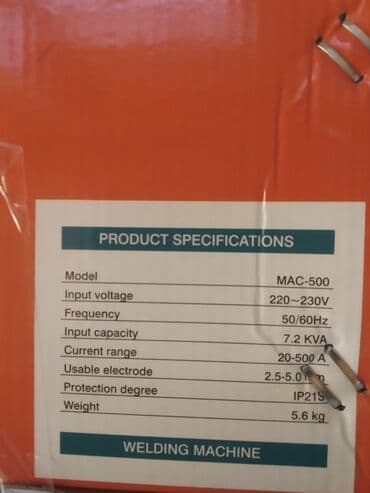 PRODUCT SPECIFICATIONS
Model MAC-500
Input voltage 220~230V
Frequency 50/60Hz
Input capacity 7.2 KVA
Current range 20-500 A
Usable electrode 2.5-5.0 mm
Protection degree IP21S
Weight 5.6 kg
WELDING MACHINE